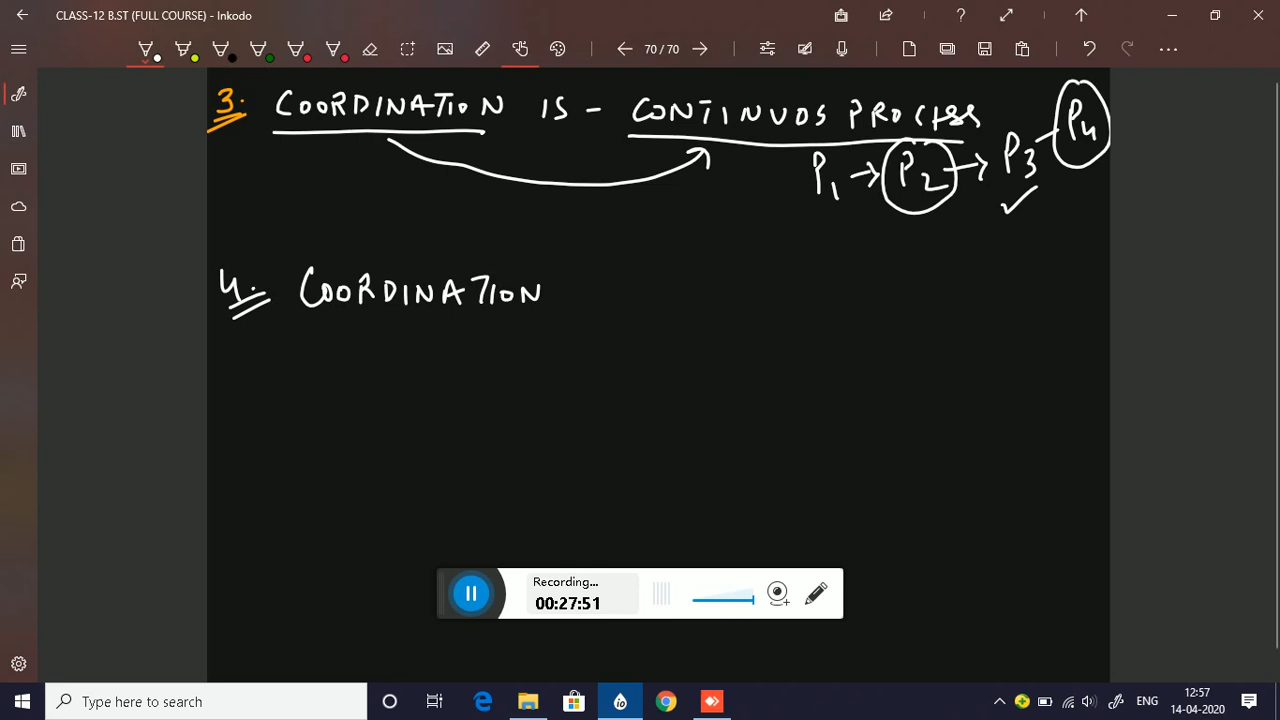 CLASS-12 B.ST (FULL COURSE) - Inkodo
70 / 70
3. COORDINATION IS - CONTINUOS PROCESS
P1 → P2 → P3 - P4
4. COORDINATION
Recording...
00:27:51
Type here to search
ENG
12:57
14-04-2020